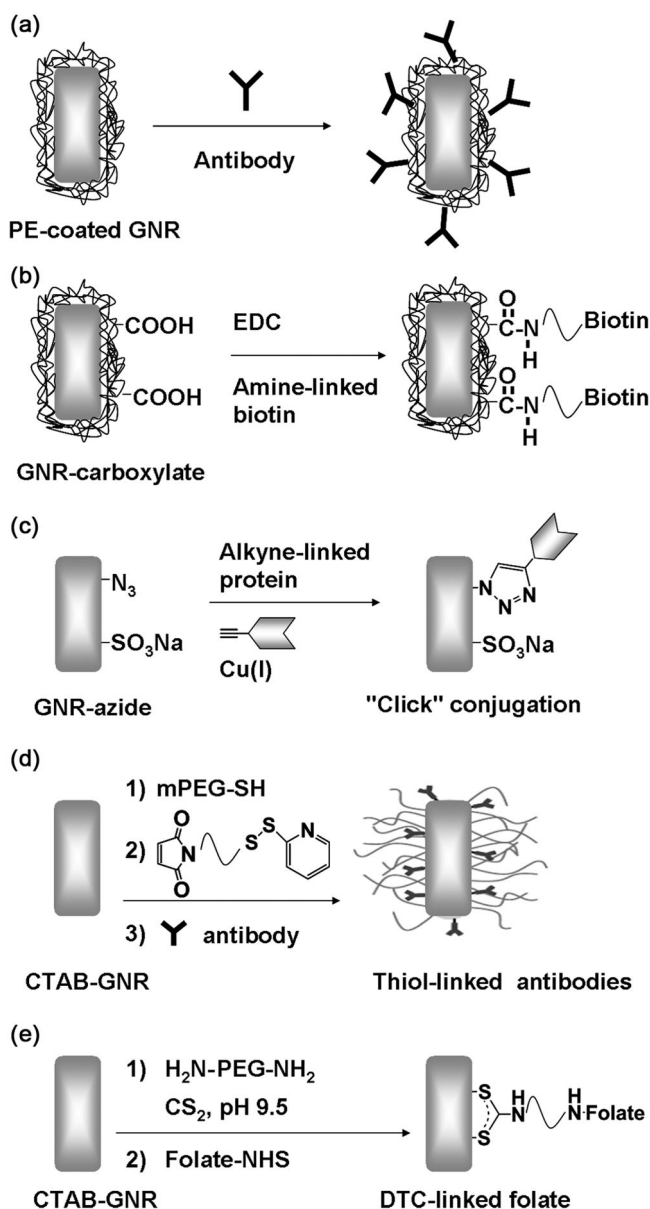 (a)
Antibody
PE-coated GNR
(b)
COOH
COOH
EDC
Amine-linked
biotin
O
C-N
H
Biotin
O
C-N
H
Biotin
GNR-carboxylate
(c)
N3
SO3Na
Alkyne-linked
protein
Cu(I)
N
N
N
SO3Na
GNR-azide
"Click" conjugation
(d)
1) mPEG-SH
2)
O
N
O
S
S
N
3) antibody
CTAB-GNR
Thiol-linked antibodies
(e)
1) H2N-PEG-NH2
CS2, pH 9.5
2) Folate-NHS
S
S
H
N
H
N-Folate
CTAB-GNR
DTC-linked folate